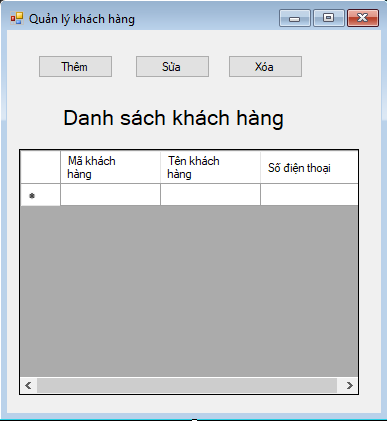 Quản lý khách hàng
Thêm Sửa Xóa
Danh sách khách hàng
Mã khách hàng Tên khách hàng Số điện thoại